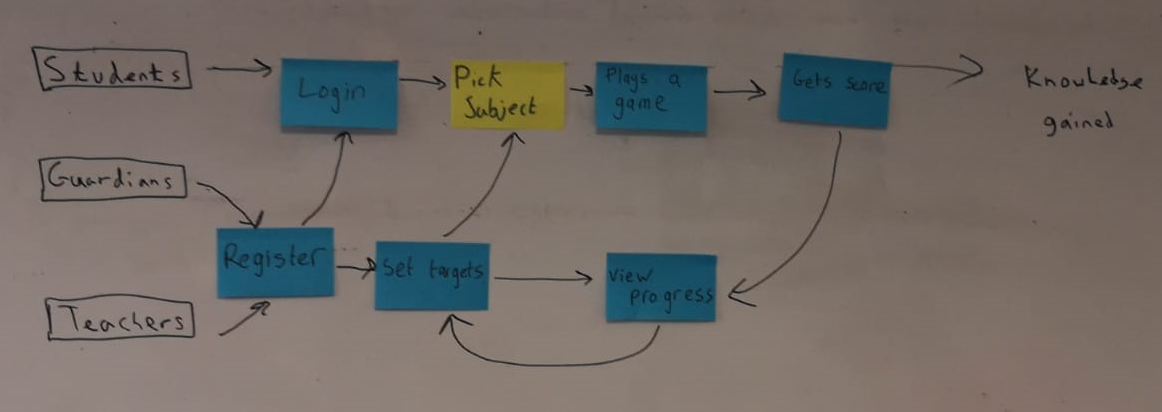 Students
Login
Pick
Subject
Plays a
game
Gets score
Knowledge
gained
Guardians
Register
Set targets
View
progress
Teachers